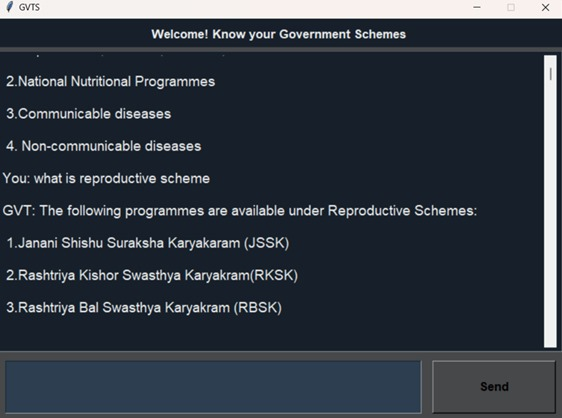 GVTS
Welcome! Know your Government Schemes
2.National Nutritional Programmes
3.Communicable diseases
4. Non-communicable diseases
You: what is reproductive scheme
GVT: The following programmes are available under Reproductive Schemes:
1.Janani Shishu Suraksha Karyakaram (JSSK)
2.Rashtriya Kishor Swasthya Karyakram(RKSK)
3.Rashtriya Bal Swasthya Karyakram (RBSK)
Send